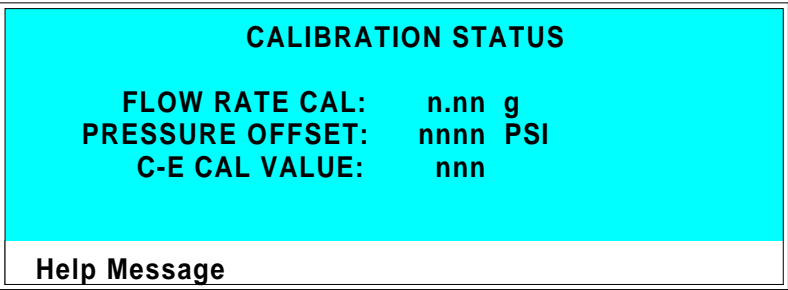 CALIBRATION STATUS
FLOW RATE CAL: n.nn g
PRESSURE OFFSET: nnnn PSI
C-E CAL VALUE: nnn
Help Message